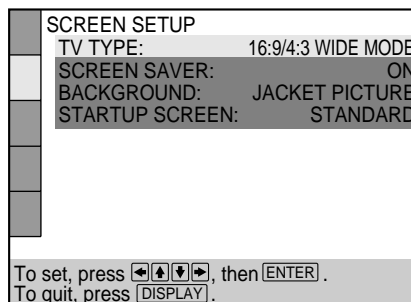 SCREEN SETUP
TV TYPE: 16:9/4:3 WIDE MODE
SCREEN SAVER: ON
BACKGROUND: JACKET PICTURE
STARTUP SCREEN: STANDARD
To set, press ←↑↓→, then ENTER.
To quit, press DISPLAY.